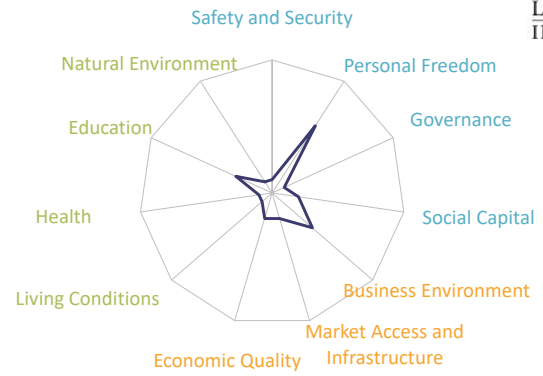 Safety and Security
Natural Environment
Personal Freedom
Education
Governance
Health
Social Capital
Living Conditions
Business Environment
Market Access and
Infrastructure
Economic Quality